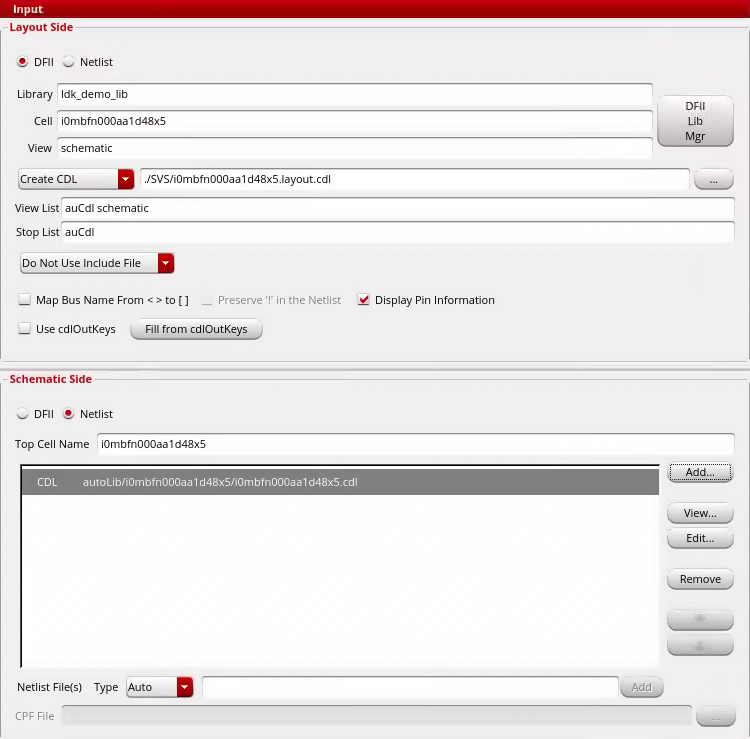 Input
Layout Side
DFII Netlist
Library ldk_demo_lib
Cell i0mbfn000aa1d48x5
View schematic
DFII
Lib
Mgr
Create CDL ./SVS/i0mbfn000aa1d48x5.layout.cdl ...
View List auCdl schematic
Stop List auCdl
Do Not Use Include File
Map Bus Name From < > to [ ] Preserve '!' in the Netlist Display Pin Information
Use cdlOutKeys Fill from cdlOutKeys
Schematic Side
DFII Netlist
Top Cell Name i0mbfn000aa1d48x5
CDL autoLib/i0mbfn000aa1d48x5/i0mbfn000aa1d48x5.cdl
Add...
View...
Edit...
Remove
Netlist File(s) Type Auto Add
CPF File ...